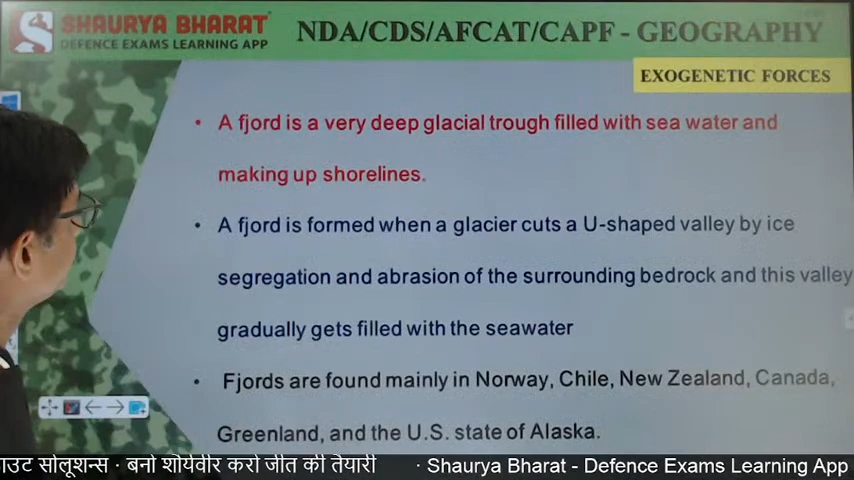 SHAURYA BHARAT
DEFENCE EXAMS LEARNING APP
NDA/CDS/AFCAT/CAPF - GEOGRAPHY
EXOGENETIC FORCES
• A fjord is a very deep glacial trough filled with sea water and
making up shorelines.
• A fjord is formed when a glacier cuts a U-shaped valley by ice
segregation and abrasion of the surrounding bedrock and this valley
gradually gets filled with the seawater
• Fjords are found mainly in Norway, Chile, New Zealand, Canada,
Greenland, and the U.S. state of Alaska.
सोलूशन्स · बनो शौर्यवीर करो जीत की तैयारी · Shaurya Bharat - Defence Exams Learning App